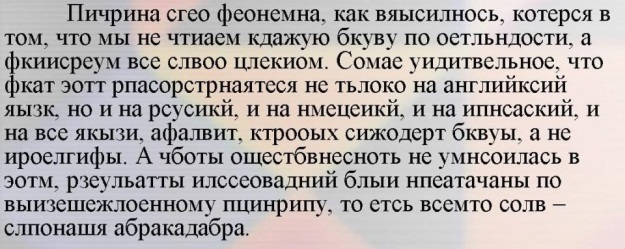 Пичрина сгео феонемна, как вяысилнось, котерся в
том, что мы не чтиаем кдажую бкуву по оетльндости, а
фкиисреум все слвоо цлекиом. Сомае уидитвельное, что
фкат эотт рпасорстрнаятеся не тьлоко на английксий
яызк, но и на рсусикй, и на нмецеикй, и на ипнсаский, и
на все якызи, афалвит, ктрооых сижодерт бквуы, а не
ироелгифы. А чботы ощестбвнесноть не умнсоилась в
эотм, рзеульатты илссеовадний блыи нпеатачаны по
выизешежлоенному пцинрипу, то етсь всемто солв –
слпонашя абракадабра.